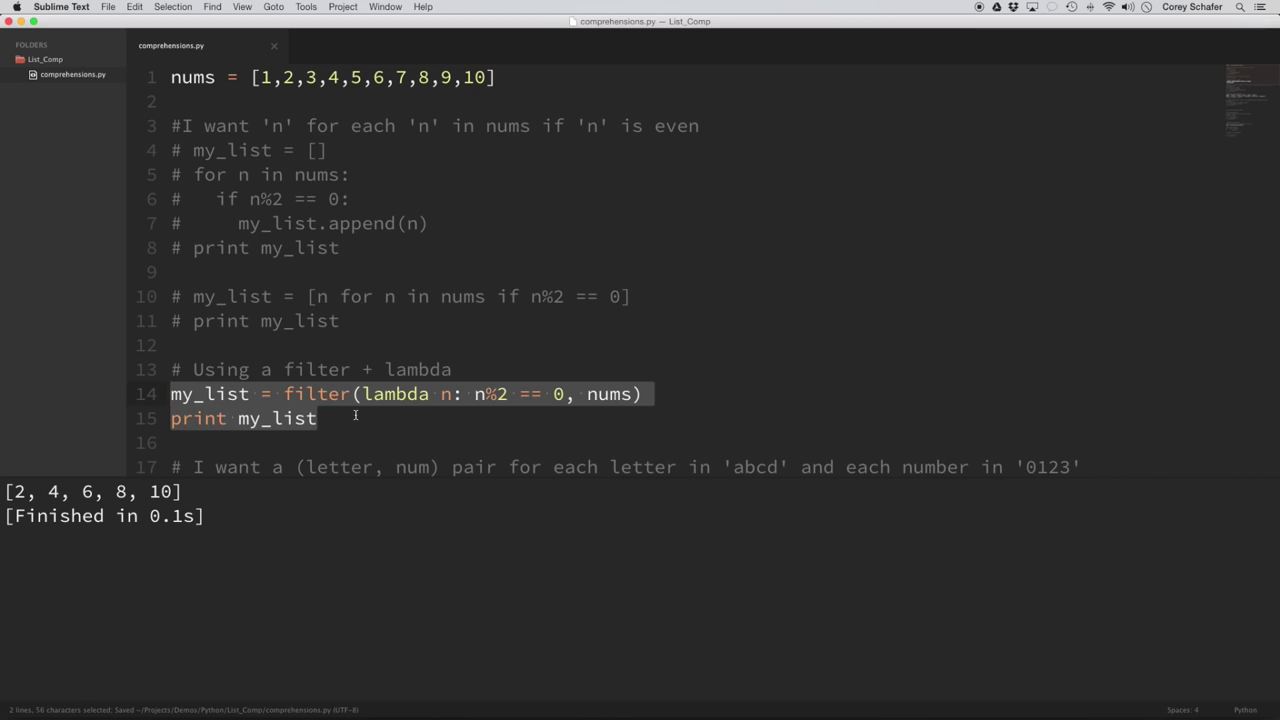 Sublime Text File Edit Selection Find View Goto Tools Project Window Help Corey Schafer
comprehensions.py — List_Comp
FOLDERS
List_Comp
comprehensions.py
comprehensions.py
1 nums = [1,2,3,4,5,6,7,8,9,10]
2
3 #I want 'n' for each 'n' in nums if 'n' is even
4 # my_list = []
5 # for n in nums:
6 #   if n%2 == 0:
7 #     my_list.append(n)
8 # print my_list
9
10 # my_list = [n for n in nums if n%2 == 0]
11 # print my_list
12
13 # Using a filter + lambda
14 my_list = filter(lambda n: n%2 == 0, nums)
15 print my_list
16
17 # I want a (letter, num) pair for each letter in 'abcd' and each number in '0123'
[2, 4, 6, 8, 10]
[Finished in 0.1s]
2 lines, 56 characters selected; Saved ~/Projects/Demos/Python/List_Comp/comprehensions.py (UTF-8) Spaces: 4 Python